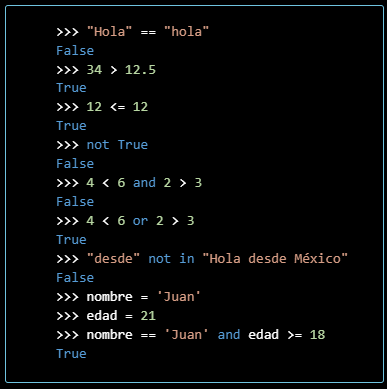 >>> "Hola" == "hola"
False
>>> 34 > 12.5
True
>>> 12 <= 12
True
>>> not True
False
>>> 4 < 6 and 2 > 3
False
>>> 4 < 6 or 2 > 3
True
>>> "desde" not in "Hola desde México"
False
>>> nombre = 'Juan'
>>> edad = 21
>>> nombre == 'Juan' and edad >= 18
True